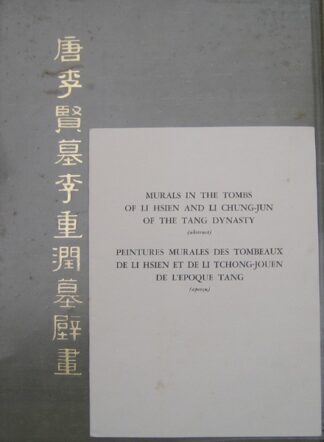 唐李賢墓李重潤墓壁畫
MURALS IN THE TOMBS
OF LI HSIEN AND LI CHUNG-JUN
OF THE TANG DYNASTY
(abstract)
PEINTURES MURALES DES TOMBEAUX
DE LI HSIEN ET DE LI TCHONG-JOUEN
DE L'EPOQUE TANG
(aperçu)